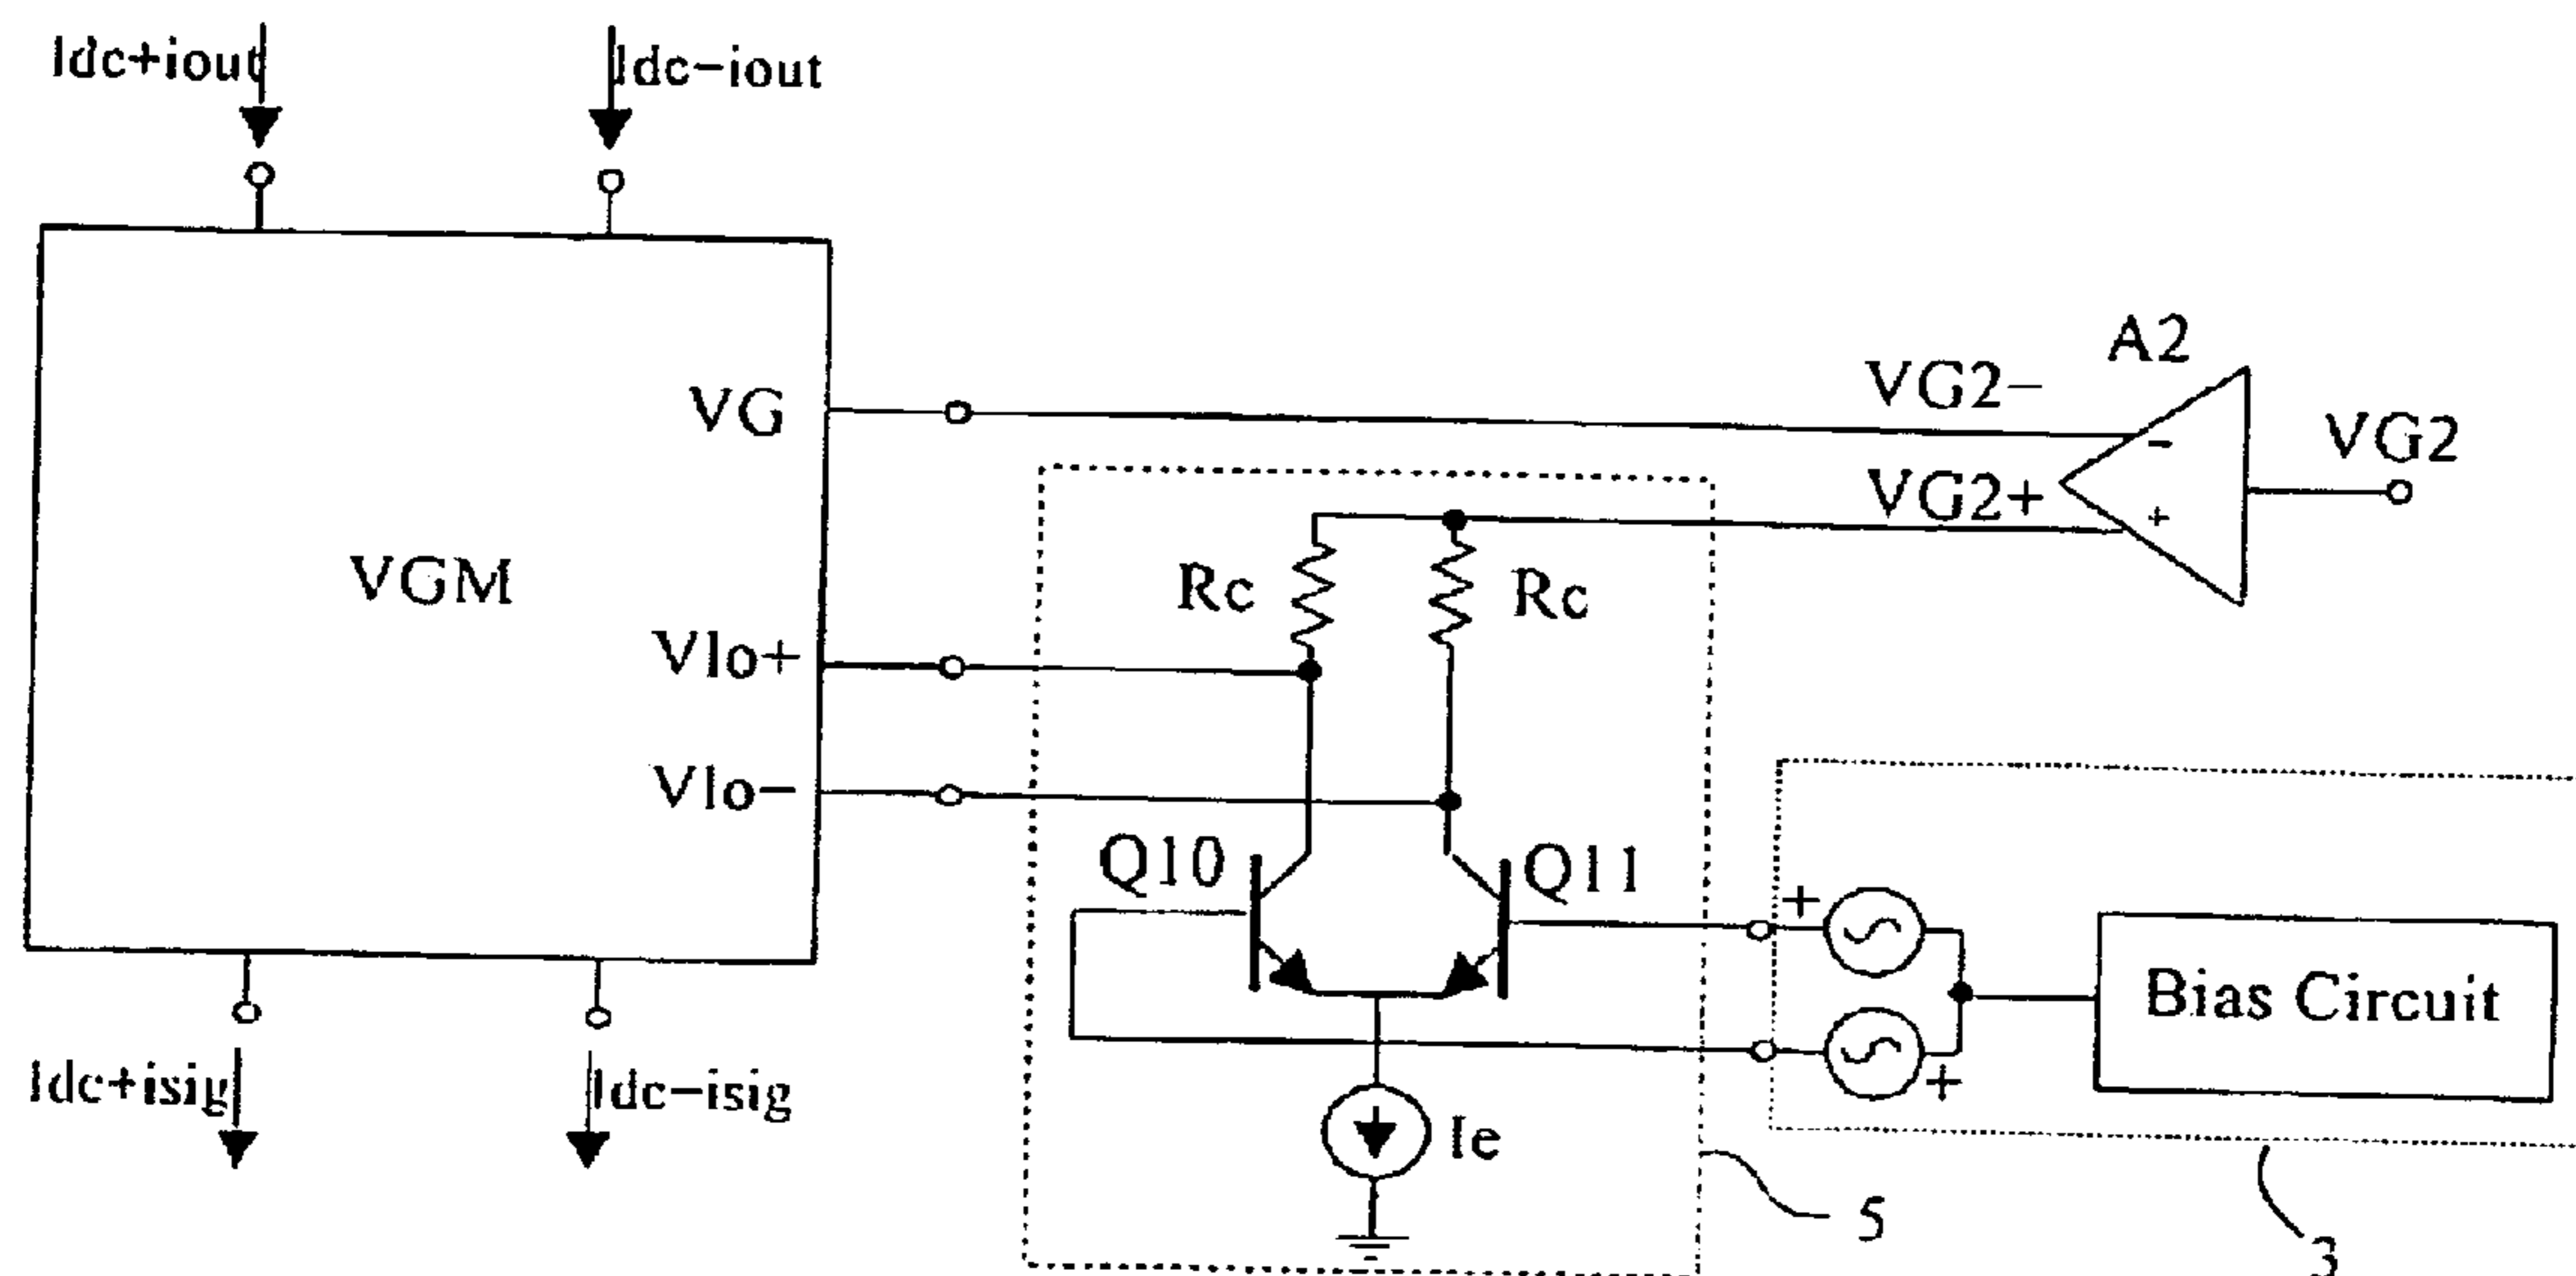 Idc+iout
Idc−iout
A2
VG2−
VG
VG2
−
VG2+
+
VGM
Rc
Rc
Vlo+
Vlo−
Q10
Q11
+
Bias Circuit
+
Idc+isig
Idc−isig
Ie
5
3